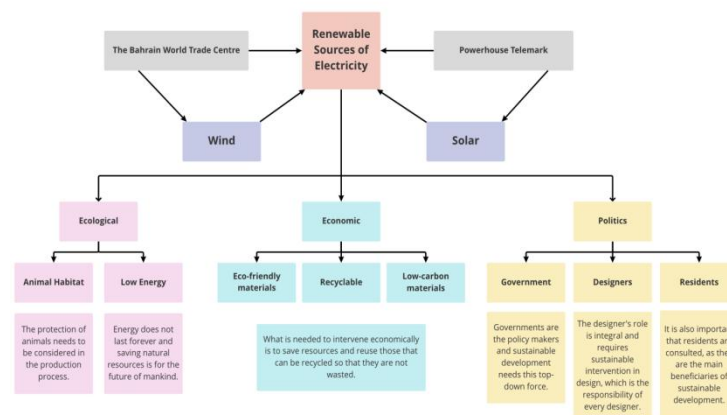 Renewable
Sources of
Electricity
The Bahrain World Trade Centre
Powerhouse Telemark
Wind
Solar
Ecological
Economic
Politics
Animal Habitat
Low Energy
Eco-friendly
materials
Recyclable
Low-carbon
materials
Government
Designers
Residents
The protection of
animals needs to
be considered in
the production
process.
Energy does not
last forever and
saving natural
resources is for the
future of mankind.
What is needed to intervene economically
is to save resources and reuse those that
can be recycled so that they are not
wasted.
Governments are
the policy makers
and sustainable
development
needs this top-
down force.
The designer's role
is integral and
requires
sustainable
intervention in
design, which is the
responsibility of
every designer.
It is also importa
that residents ar
consulted, as the
are the main
beneficiaries of
sustainable
development.